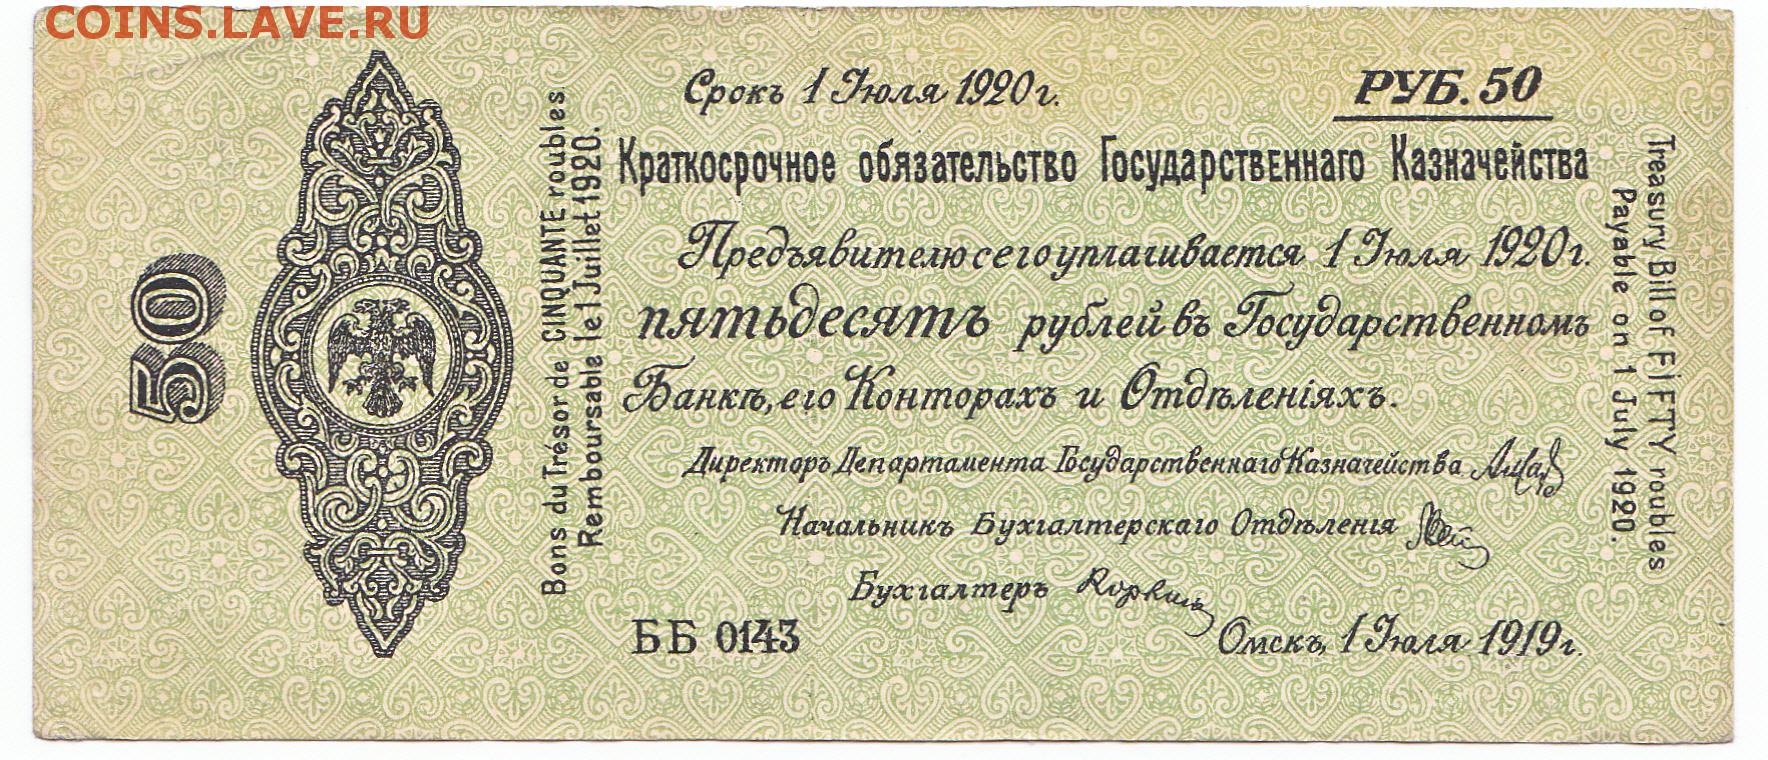 COINS.LAVE.RU
50
Bons du Trésor de CINQUANTE roubles
Remboursable le 1 Juillet 1920.
Срокъ 1 Июля 1920 г.
РУБ. 50
Краткосрочное обязательство Государственнаго Казначейства
Предъявителю сего уплачивается 1 Июля 1920 г.
пятьдесятъ рублей въ Государственномъ
Банкѣ, его Конторахъ и Отдѣленіяхъ.
Директоръ Департамента Государственнаго Казначейства
Начальникъ Бухгалтерскаго Отдѣленія
Бухгалтеръ
ББ 0143
Омскъ, 1 Июля 1919 г.
Treasury Bill of FIFTY roubles
Payable on 1 July 1920.